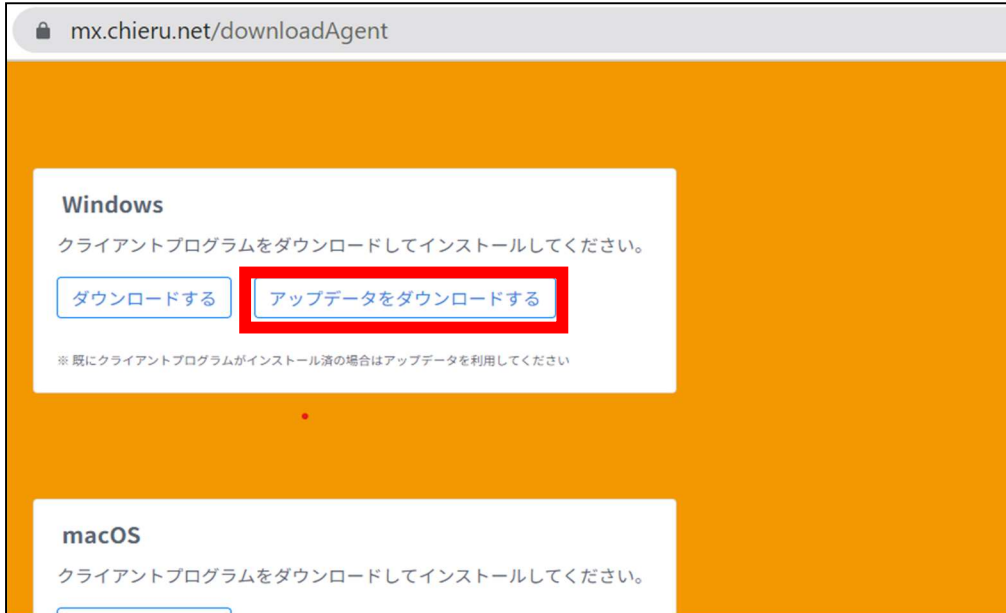 mx.chieru.net/downloadAgent
Windows
クライアントプログラムをダウンロードしてインストールしてください。
ダウンロードする アップデータをダウンロードする
※ 既にクライアントプログラムがインストール済の場合はアップデータを利用してください
macOS
クライアントプログラムをダウンロードしてインストールしてください。